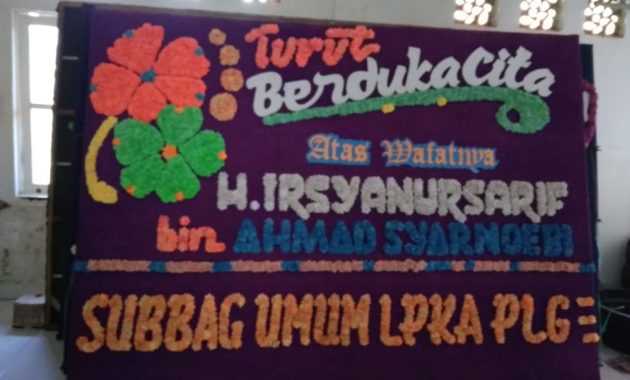 Turut
Berduka Cita
Atas Wafatnya
H. IRSYANURSARIF
bin AHMAD SYARNOEBI
SUBBAG UMUM LPKA PLG